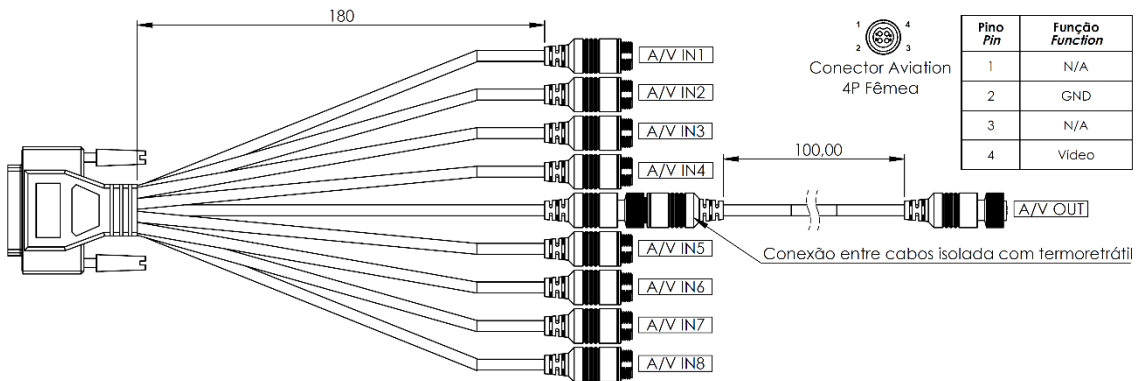 180
A/V IN1
A/V IN2
A/V IN3
A/V IN4
A/V IN5
A/V IN6
A/V IN7
A/V IN8
1 4
2 3
Conector Aviation
4P Fêmea
Pino Função
Pin Function
1 N/A
2 GND
3 N/A
4 Vídeo
100,00
A/V OUT
Conexão entre cabos isolada com termoretrátil